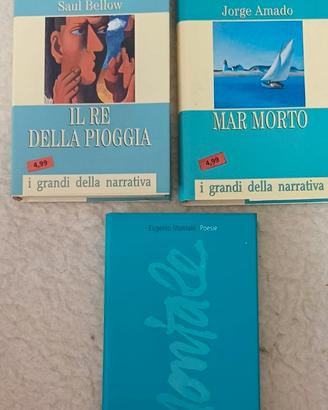 Saul Bellow
IL RE
DELLA PIOGGIA
4,99
i grandi della narrativa
Jorge Amado
MAR MORTO
4,99
i grandi della narrativa
Eugenio Montale Poesie
montale